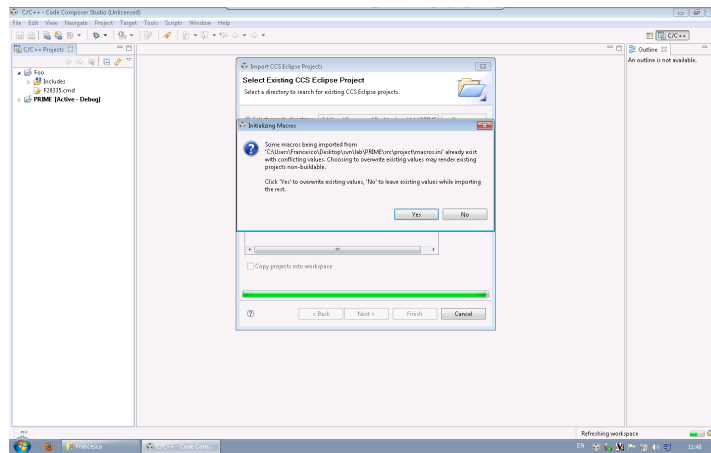 C/C++ - Code Composer Studio (Unlicensed)
File Edit View Navigate Project Target Tools Scripts Window Help
C/C++
C/C++ Projects
Outline
An outline is not available.
Foo
Includes
F28335.cmd
PRIME [Active - Debug]
Import CCS Eclipse Projects
Select Existing CCS Eclipse Project
Select a directory to search for existing CCS Eclipse projects.
Initializing Macros
Some macros being imported from
'C:\Users\Francesco\Desktop\svn\lab\PRIME\src\project\macros.ini' already exist
with conflicting values. Choosing to overwrite existing values may render existing
projects non-buildable.
Click 'Yes' to overwrite existing values, 'No' to leave existing values while importing
the rest.
Yes No
Copy projects into workspace
< Back Next > Finish Cancel
Refreshing workspace
Francesco
C/C++ - Code Com...
EN
11:48